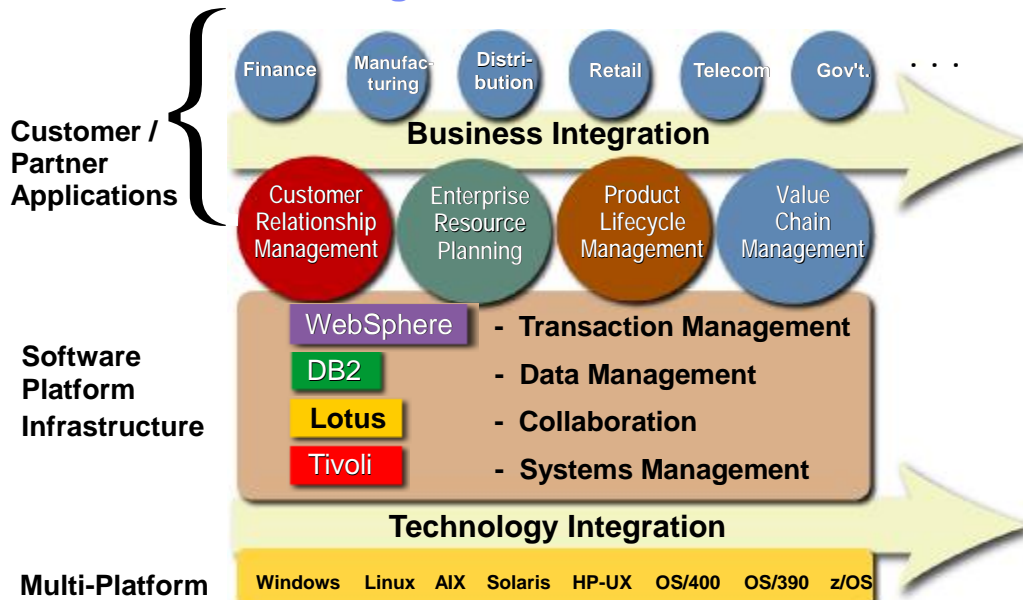 Finance
Manufac-
turing
Distri-
bution
Retail
Telecom
Gov't.
. . .
Customer /
Partner
Applications
Business Integration
Customer
Relationship
Management
Enterprise
Resource
Planning
Product
Lifecycle
Management
Value
Chain
Management
Software
Platform
Infrastructure
WebSphere - Transaction Management
DB2 - Data Management
Lotus - Collaboration
Tivoli - Systems Management
Technology Integration
Multi-Platform
Windows Linux AIX Solaris HP-UX OS/400 OS/390 z/OS